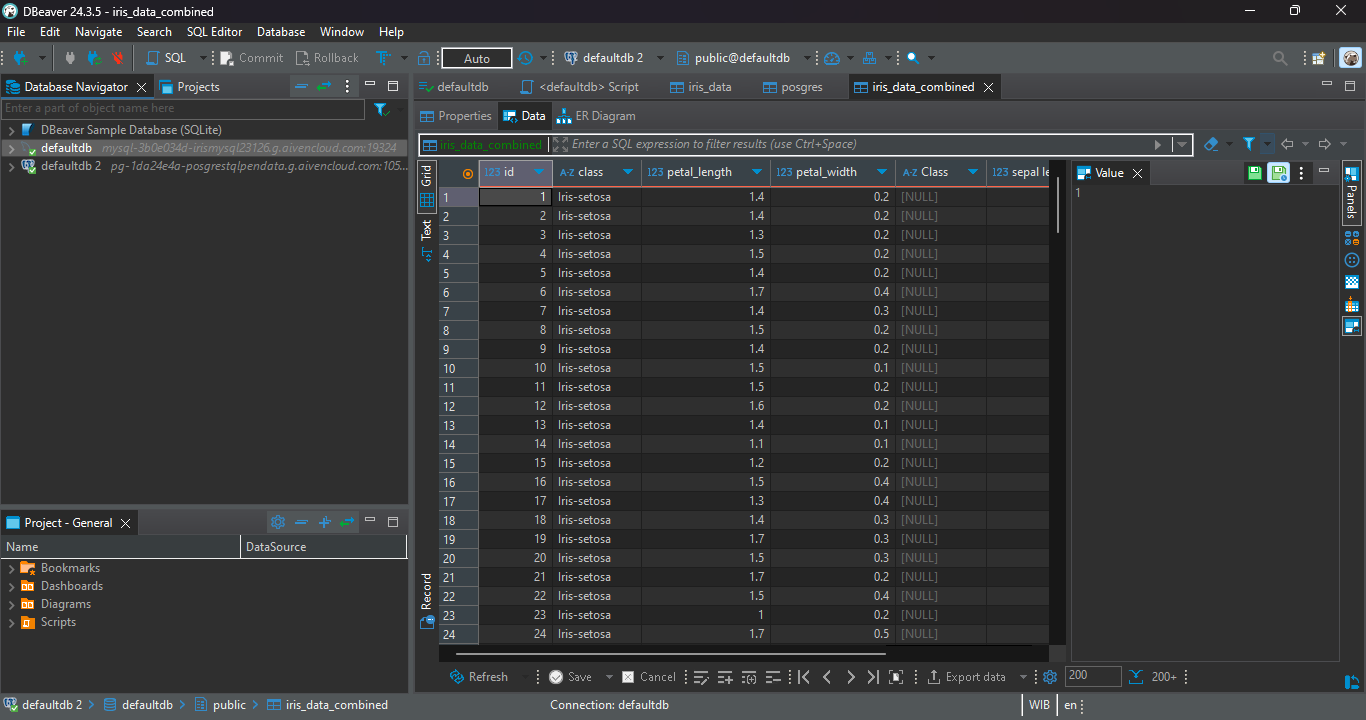 DBeaver 24.3.5 - iris_data_combined
File Edit Navigate Search SQL Editor Database Window Help
SQL Commit Rollback Auto defaultdb 2 public@defaultdb
Database Navigator Projects
Enter a part of object name here
DBeaver Sample Database (SQLite)
defaultdb mysql-3b0e034d-irismysql23126.g.aivencloud.com:19324
defaultdb 2 pg-1da24e4a-posgrestqlpendata.g.aivencloud.com:105...
Project - General
Name DataSource
Bookmarks
Dashboards
Diagrams
Scripts
defaultdb <defaultdb> Script iris_data posgres iris_data_combined
Properties Data ER Diagram
iris_data_combined Enter a SQL expression to filter results (use Ctrl+Space)
Grid
Text
Record
123 id A-Z class 123 petal_length 123 petal_width A-Z Class 123 sepal le
1 1 Iris-setosa 1.4 0.2 [NULL]
2 2 Iris-setosa 1.4 0.2 [NULL]
3 3 Iris-setosa 1.3 0.2 [NULL]
4 4 Iris-setosa 1.5 0.2 [NULL]
5 5 Iris-setosa 1.4 0.2 [NULL]
6 6 Iris-setosa 1.7 0.4 [NULL]
7 7 Iris-setosa 1.4 0.3 [NULL]
8 8 Iris-setosa 1.5 0.2 [NULL]
9 9 Iris-setosa 1.4 0.2 [NULL]
10 10 Iris-setosa 1.5 0.1 [NULL]
11 11 Iris-setosa 1.5 0.2 [NULL]
12 12 Iris-setosa 1.6 0.2 [NULL]
13 13 Iris-setosa 1.4 0.1 [NULL]
14 14 Iris-setosa 1.1 0.1 [NULL]
15 15 Iris-setosa 1.2 0.2 [NULL]
16 16 Iris-setosa 1.5 0.4 [NULL]
17 17 Iris-setosa 1.3 0.4 [NULL]
18 18 Iris-setosa 1.4 0.3 [NULL]
19 19 Iris-setosa 1.7 0.3 [NULL]
20 20 Iris-setosa 1.5 0.3 [NULL]
21 21 Iris-setosa 1.7 0.2 [NULL]
22 22 Iris-setosa 1.5 0.4 [NULL]
23 23 Iris-setosa 1 0.2 [NULL]
24 24 Iris-setosa 1.7 0.5 [NULL]
Value
1
Panels
Refresh Save Cancel Export data 200 200+
defaultdb 2 defaultdb public iris_data_combined Connection: defaultdb WIB en